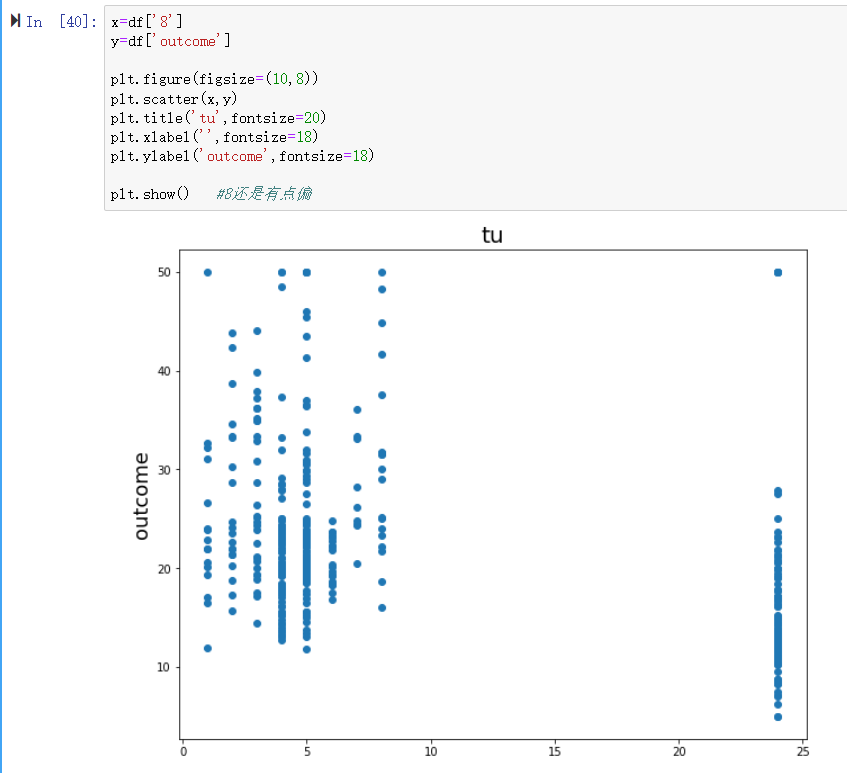 In [40]:
x=df['8']
y=df['outcome']
plt.figure(figsize=(10,8))
plt.scatter(x,y)
plt.title('tu',fontsize=20)
plt.xlabel('',fontsize=18)
plt.ylabel('outcome',fontsize=18)
plt.show()   #8还是有点偏
tu
50
40
30
20
10
outcome
0 5 10 15 20 25